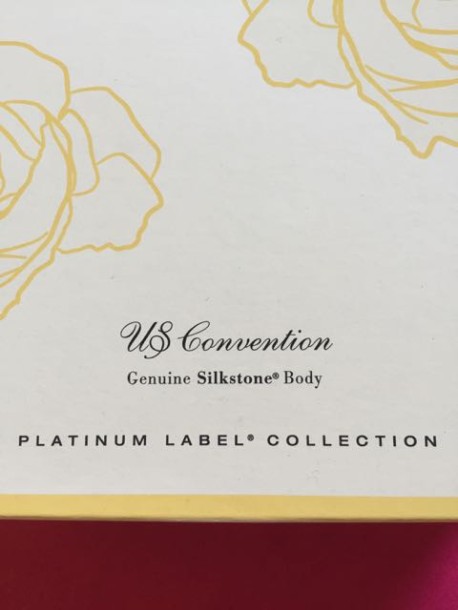 US Convention
Genuine Silkstone® Body
PLATINUM LABEL® COLLECTION